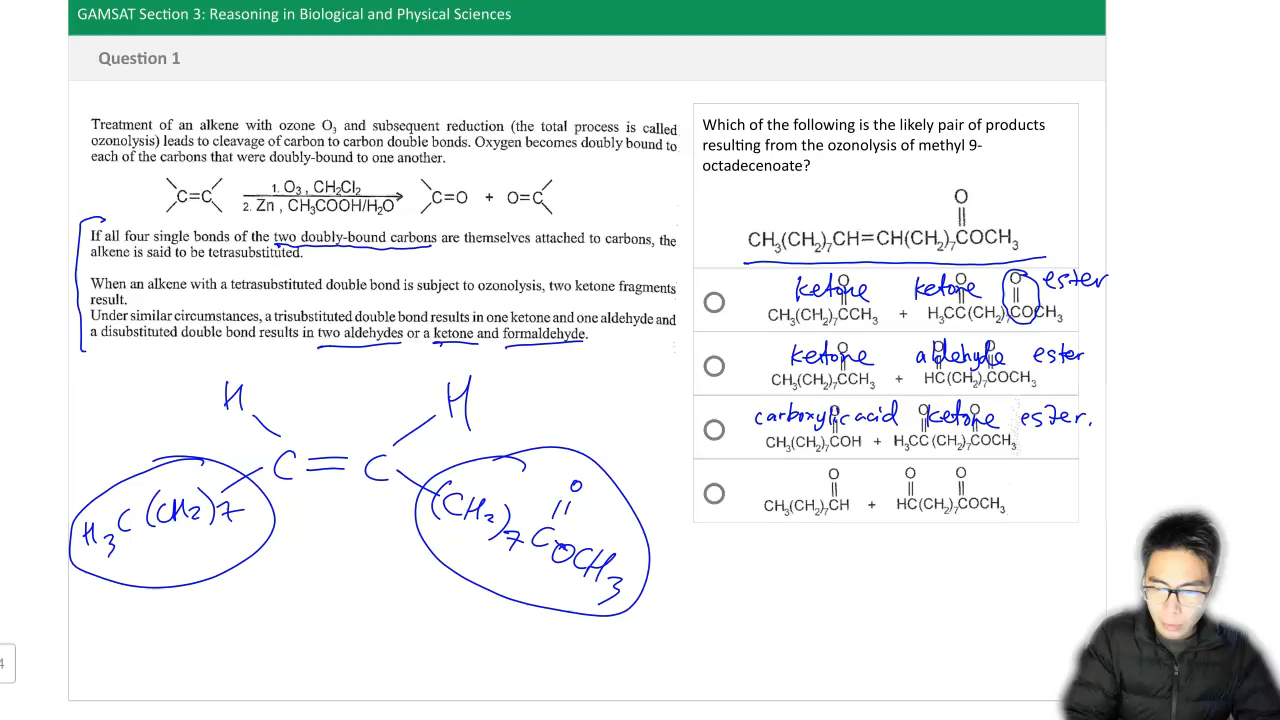 GAMSAT Section 3: Reasoning in Biological and Physical Sciences
Question 1
Treatment of an alkene with ozone O₃ and subsequent reduction (the total process is called
ozonolysis) leads to cleavage of carbon to carbon double bonds. Oxygen becomes doubly bound to
each of the carbons that were doubly-bound to one another.
1. O₃ , CH₂Cl₂
C=C
C=O + O=C
2. Zn , CH₃COOH/H₂O
If all four single bonds of the two doubly-bound carbons are themselves attached to carbons, the
alkene is said to be tetrasubstituted.
When an alkene with a tetrasubstituted double bond is subject to ozonolysis, two ketone fragments
result.
Under similar circumstances, a trisubstituted double bond results in one ketone and one aldehyde and
a disubstituted double bond results in two aldehydes or a ketone and formaldehyde.
H H
C = C
H₃C(CH₂)7
(CH₂)7 C OCH₃
O
Which of the following is the likely pair of products
resulting from the ozonolysis of methyl 9-
octadecenoate?
O
CH₃(CH₂)₇CH=CH(CH₂)₇COCH₃
ketone ketone O ester
CH₃(CH₂)₇CCH₃ + H₃CC(CH₂)₇COCH₃
ketone aldehyde ester
CH₃(CH₂)₇CCH₃ + HC(CH₂)₇COCH₃
carboxylic acid ketone ester.
CH₃(CH₂)₇COH + H₃CC(CH₂)₇COCH₃
O O O
CH₃(CH₂)₇CH + HC(CH₂)₇COCH₃
4